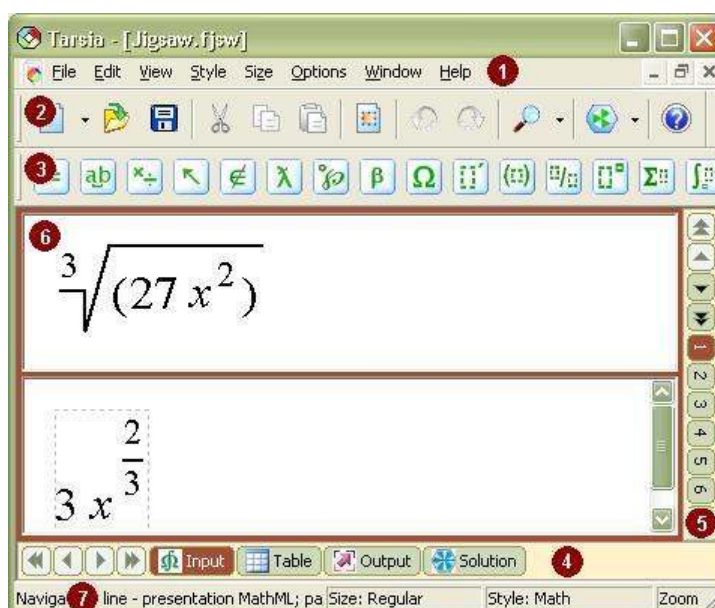 Tarsia - [Jigsaw.fjsw]
File Edit View Style Size Options Window Help 1
2
3 ab x÷ ∉ λ ℘ β Ω Σ ∫
6
∛(27 x²)
3 x^(2/3)
1
2
3
4
5
6
5
Input Table Output Solution 4
Naviga 7 line - presentation MathML; pa Size: Regular Style: Math Zoom